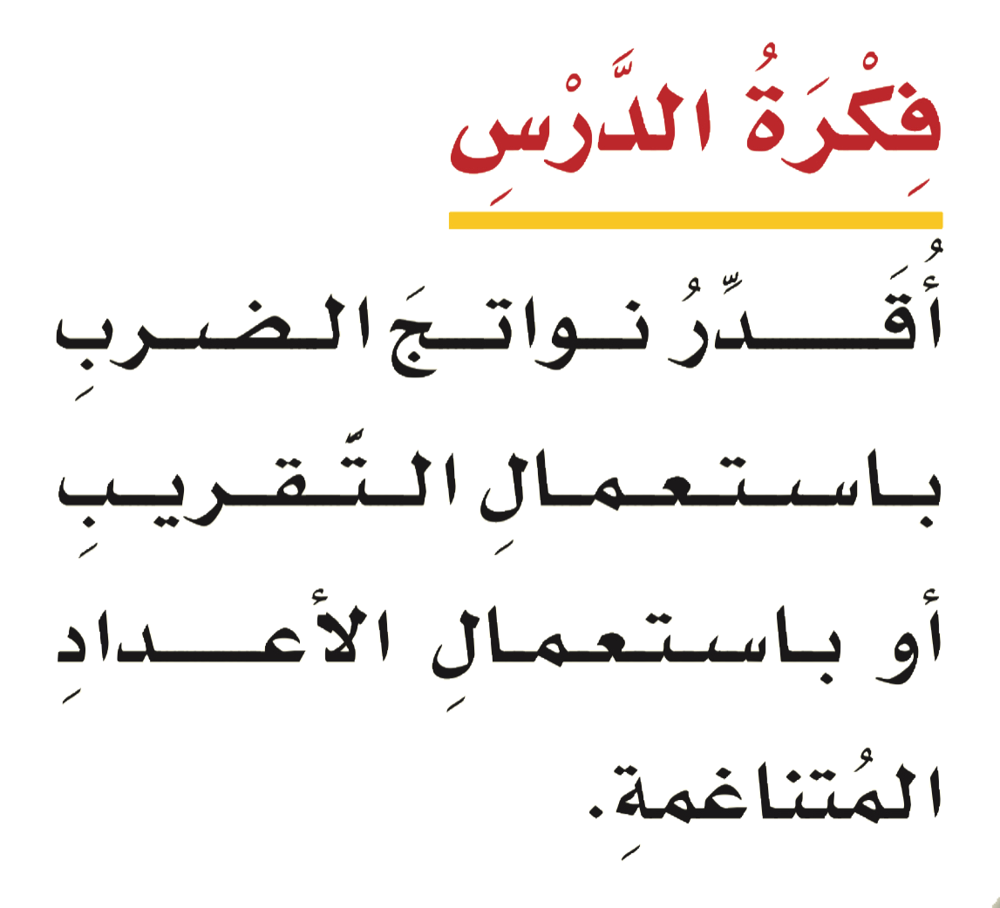 فِكْرَةُ الدَّرْسِ
أُقَدِّرُ نواتجَ الضربِ
باستعمالِ التّقريبِ
أو باستعمالِ الأعدادِ
المُتناغمةِ.